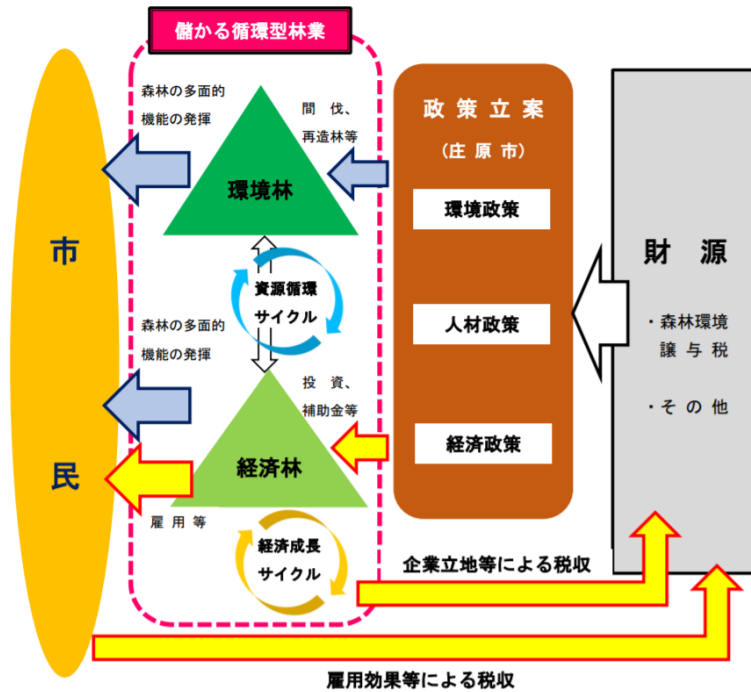 儲かる循環型林業
森林の多面的
機能の発揮
間 伐、
再造林等
環境林
資源循環
サイクル
森林の多面的
機能の発揮
投 資、
補助金等
経済林
雇 用 等
経済成長
サイクル
市
民
政 策 立 案
(庄 原 市)
環境政策
人材政策
経済政策
財 源
・森林環境
譲 与 税
・そ の 他
企業立地等による税収
雇用効果等による税収